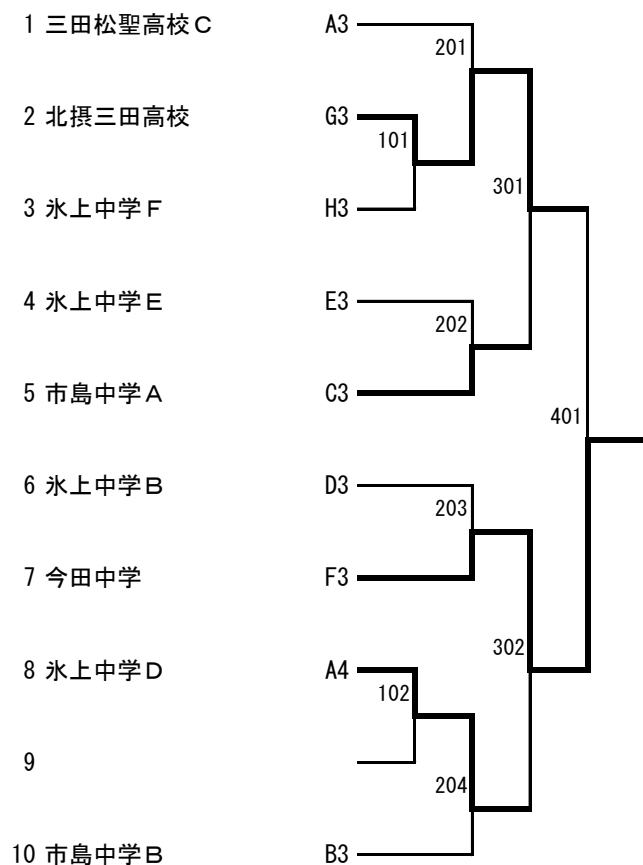 1 三田松聖高校Ｃ A3
201
2 北摂三田高校 G3
101
301
3 氷上中学Ｆ H3
4 氷上中学Ｅ E3
202
5 市島中学Ａ C3
401
6 氷上中学Ｂ D3
203
7 今田中学 F3
302
8 氷上中学Ｄ A4
102
9
204
10 市島中学Ｂ B3